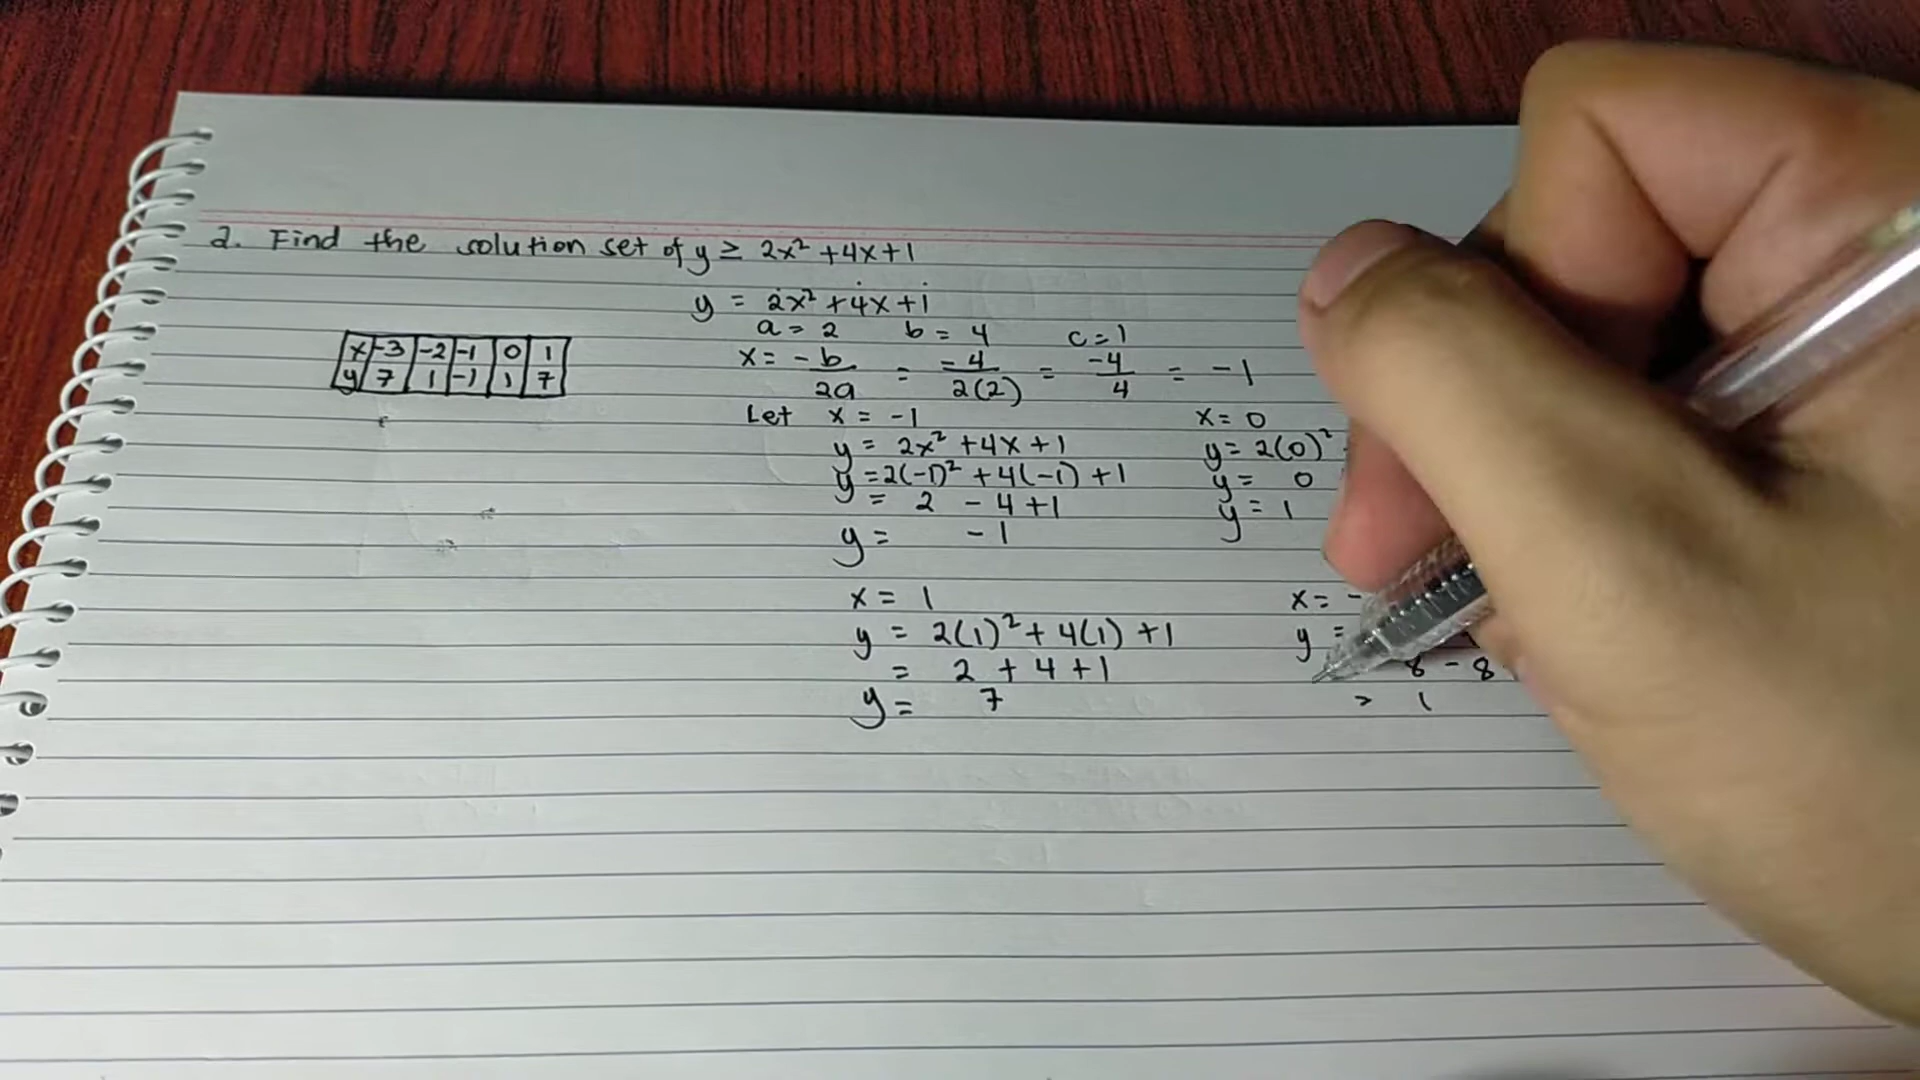 2. Find the solution set of y ≥ 2x² + 4x + 1
y = 2x² + 4x + 1
a = 2 b = 4 c = 1
x -3 -2 -1 0 1
y 7 1 -1 1 7
x = -b/2a = -4/2(2) = -4/4 = -1
Let x = -1
y = 2x² + 4x + 1
y = 2(-1)² + 4(-1) + 1
y = 2 - 4 + 1
y = -1
x = 0
y = 2(0)²
y = 0
y = 1
x = 1
y = 2(1)² + 4(1) + 1
= 2 + 4 + 1
y = 7
x = -
y =
8 - 8
= 1